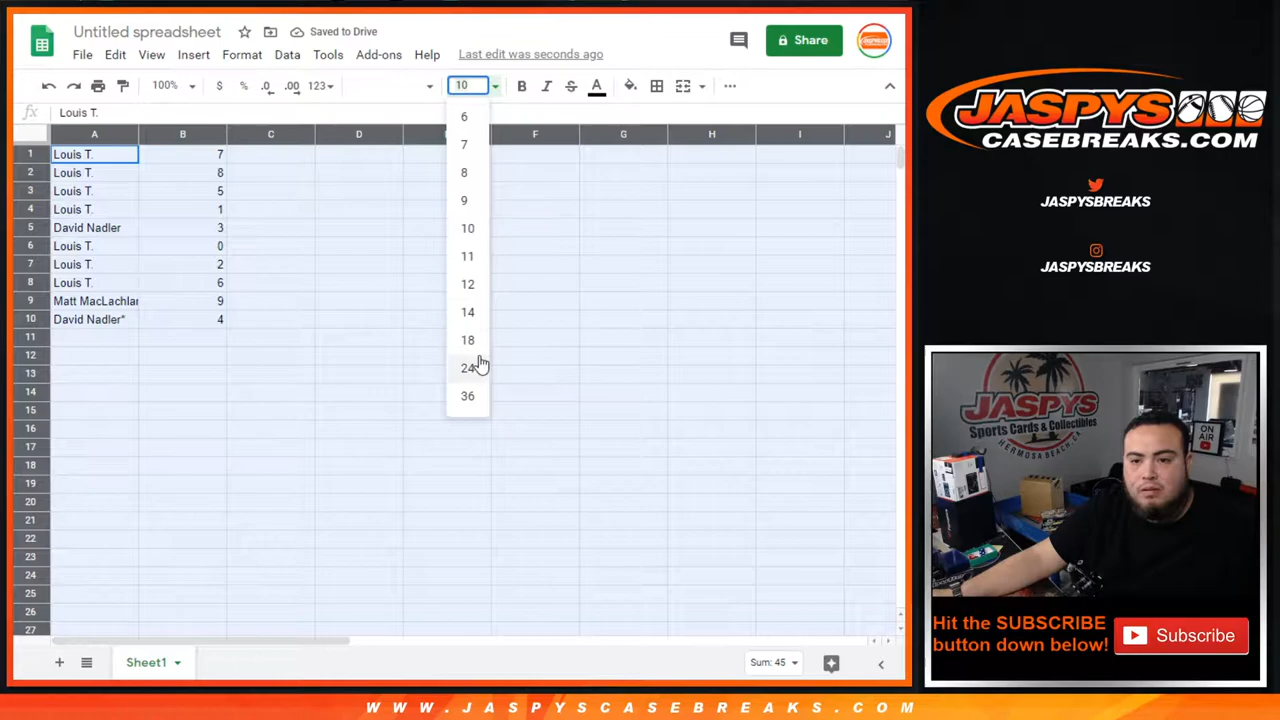 Untitled spreadsheet Saved to Drive
File Edit View Insert Format Data Tools Add-ons Help Last edit was seconds ago
Share
100% $ % .0 .00 123 10 B I S A
fx Louis T.
A B C D F G H I J
1 Louis T. 7
2 Louis T. 8
3 Louis T. 5
4 Louis T. 1
5 David Nadler 3
6 Louis T. 0
7 Louis T. 2
8 Louis T. 6
9 Matt MacLachlan 9
10 David Nadler* 4
11
12
13
14
15
16
17
18
19
20
21
22
23
24
25
26
27
6
7
8
9
10
11
12
14
18
24
36
Sheet1
Sum: 45
JASPYS
CASEBREAKS.COM
JASPYSBREAKS
JASPYSBREAKS
JASPYS
Sports Cards & Collectibles
HERMOSA BEACH, CA
ON AIR
Hit the SUBSCRIBE
button down below!
Subscribe
WWW.JASPYSCASEBREAKS.COM